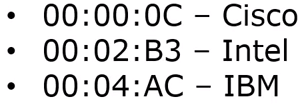 • 00:00:0C – Cisco
• 00:02:B3 – Intel
• 00:04:AC – IBM